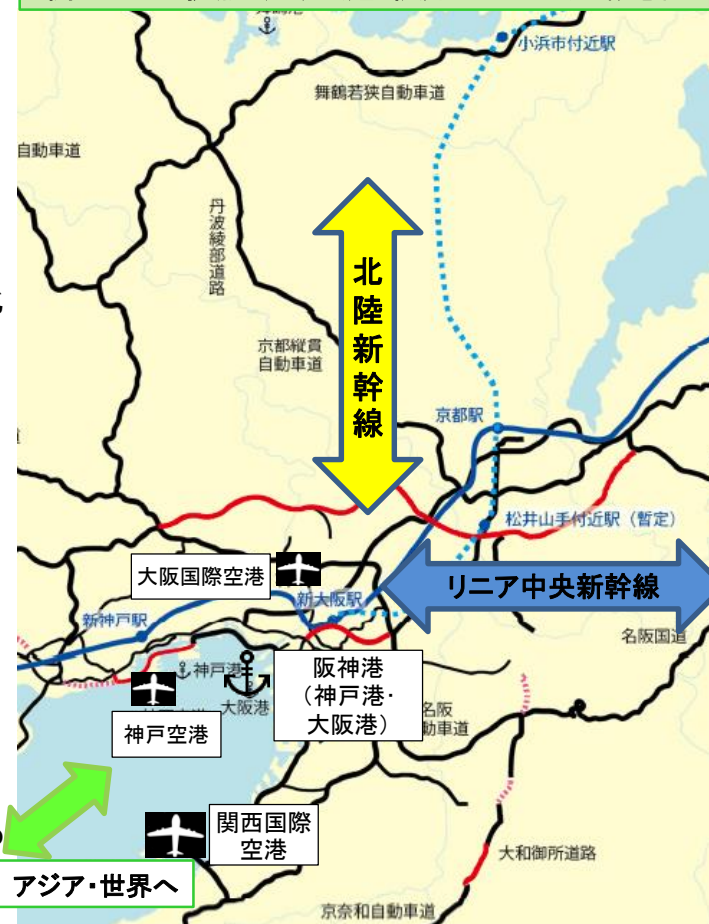 小浜市付近駅
舞鶴若狭自動車道
自動車道
丹波綾部道路
北陸新幹線
京都縦貫
自動車道
京都駅
松井山手付近駅（暫定）
大阪国際空港
リニア中央新幹線
新大阪駅
新神戸駅
名阪国道
神戸港
阪神港
（神戸港・
大阪港）
大阪港
神戸空港
名阪
動車道
関西国際
空港
大和御所道路
アジア・世界へ
京奈和自動車道